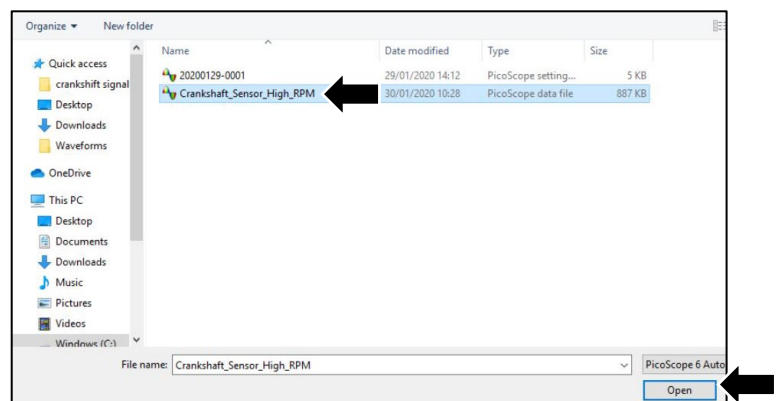 Organize New folder
Name Date modified Type Size
Quick access
crankshift signal
Desktop
Downloads
Waveforms
OneDrive
This PC
Desktop
Documents
Downloads
Music
Pictures
Videos
Windows (C:)
20200129-0001 29/01/2020 14:12 PicoScope setting... 5 KB
Crankshaft_Sensor_High_RPM 30/01/2020 10:28 PicoScope data file 887 KB
File name: Crankshaft_Sensor_High_RPM PicoScope 6 Auto
Open